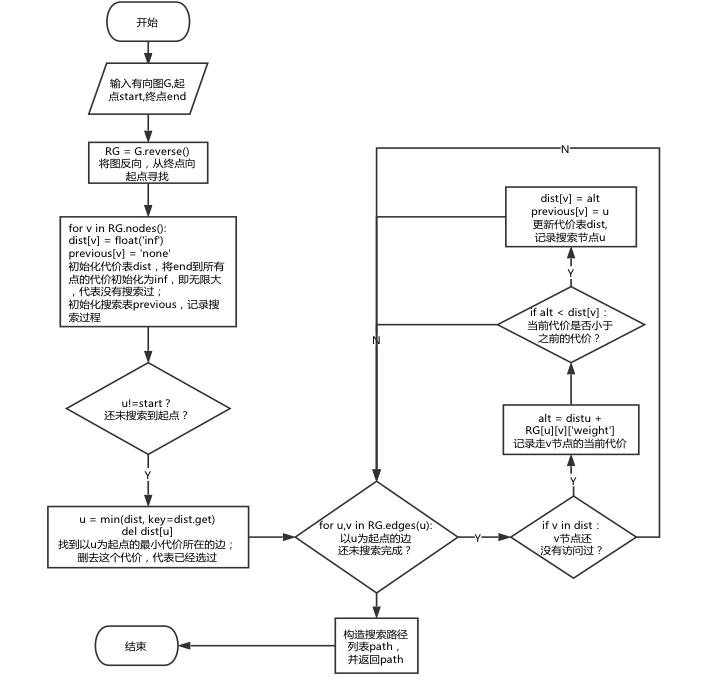 开始
输入有向图G,起
点start,终点end
RG = G.reverse()
将图反向，从终点向
起点寻找
for v in RG.nodes():
dist[v] = float('inf')
previous[v] = 'none'
初始化代价表dist，将end到所有
点的代价初始化为inf，即无限大
，代表没有搜索过；
初始化搜索表previous，记录搜
索过程
u!=start？
还未搜索到起点？
Y
u = min(dist, key=dist.get)
del dist[u]
找到以u为起点的最小代价所在的边；
删去这个代价，代表已经选过
for u,v in RG.edges(u):
以u为起点的边
还未搜索完成？
Y
if v in dist：
v节点还
没有访问过？
Y
alt = distu +
RG[u][v]['weight']
记录走v节点的当前代价
if alt < dist[v]：
当前代价是否小于
之前的代价？
Y
dist[v] = alt
previous[v] = u
更新代价表dist,
记录搜索节点u
N
N
构造搜索路径
列表path，
并返回path
结束